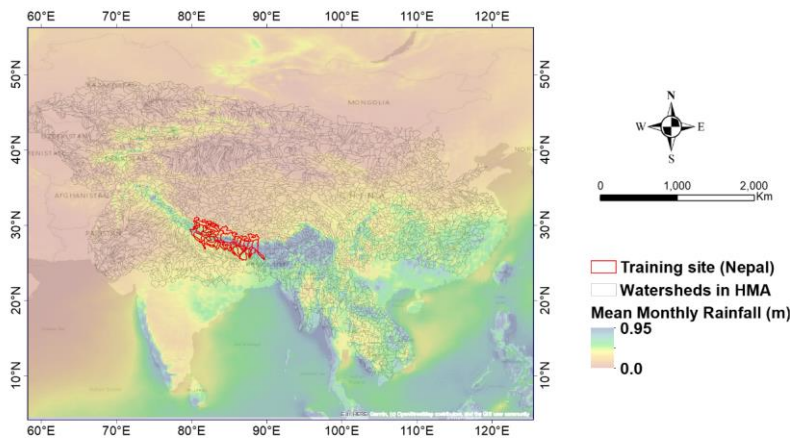 60°E 70°E 80°E 90°E 100°E 110°E 120°E
50°N 40°N 30°N 20°N 10°N
50°N 40°N 30°N 20°N 10°N
MONGOLIA
AFGHANISTAN
60°E 70°E 80°E 90°E 100°E 110°E 120°E
N
W E
S
0 1,000 2,000
Km
Training site (Nepal)
Watersheds in HMA
Mean Monthly Rainfall (m)
0.95
0.0